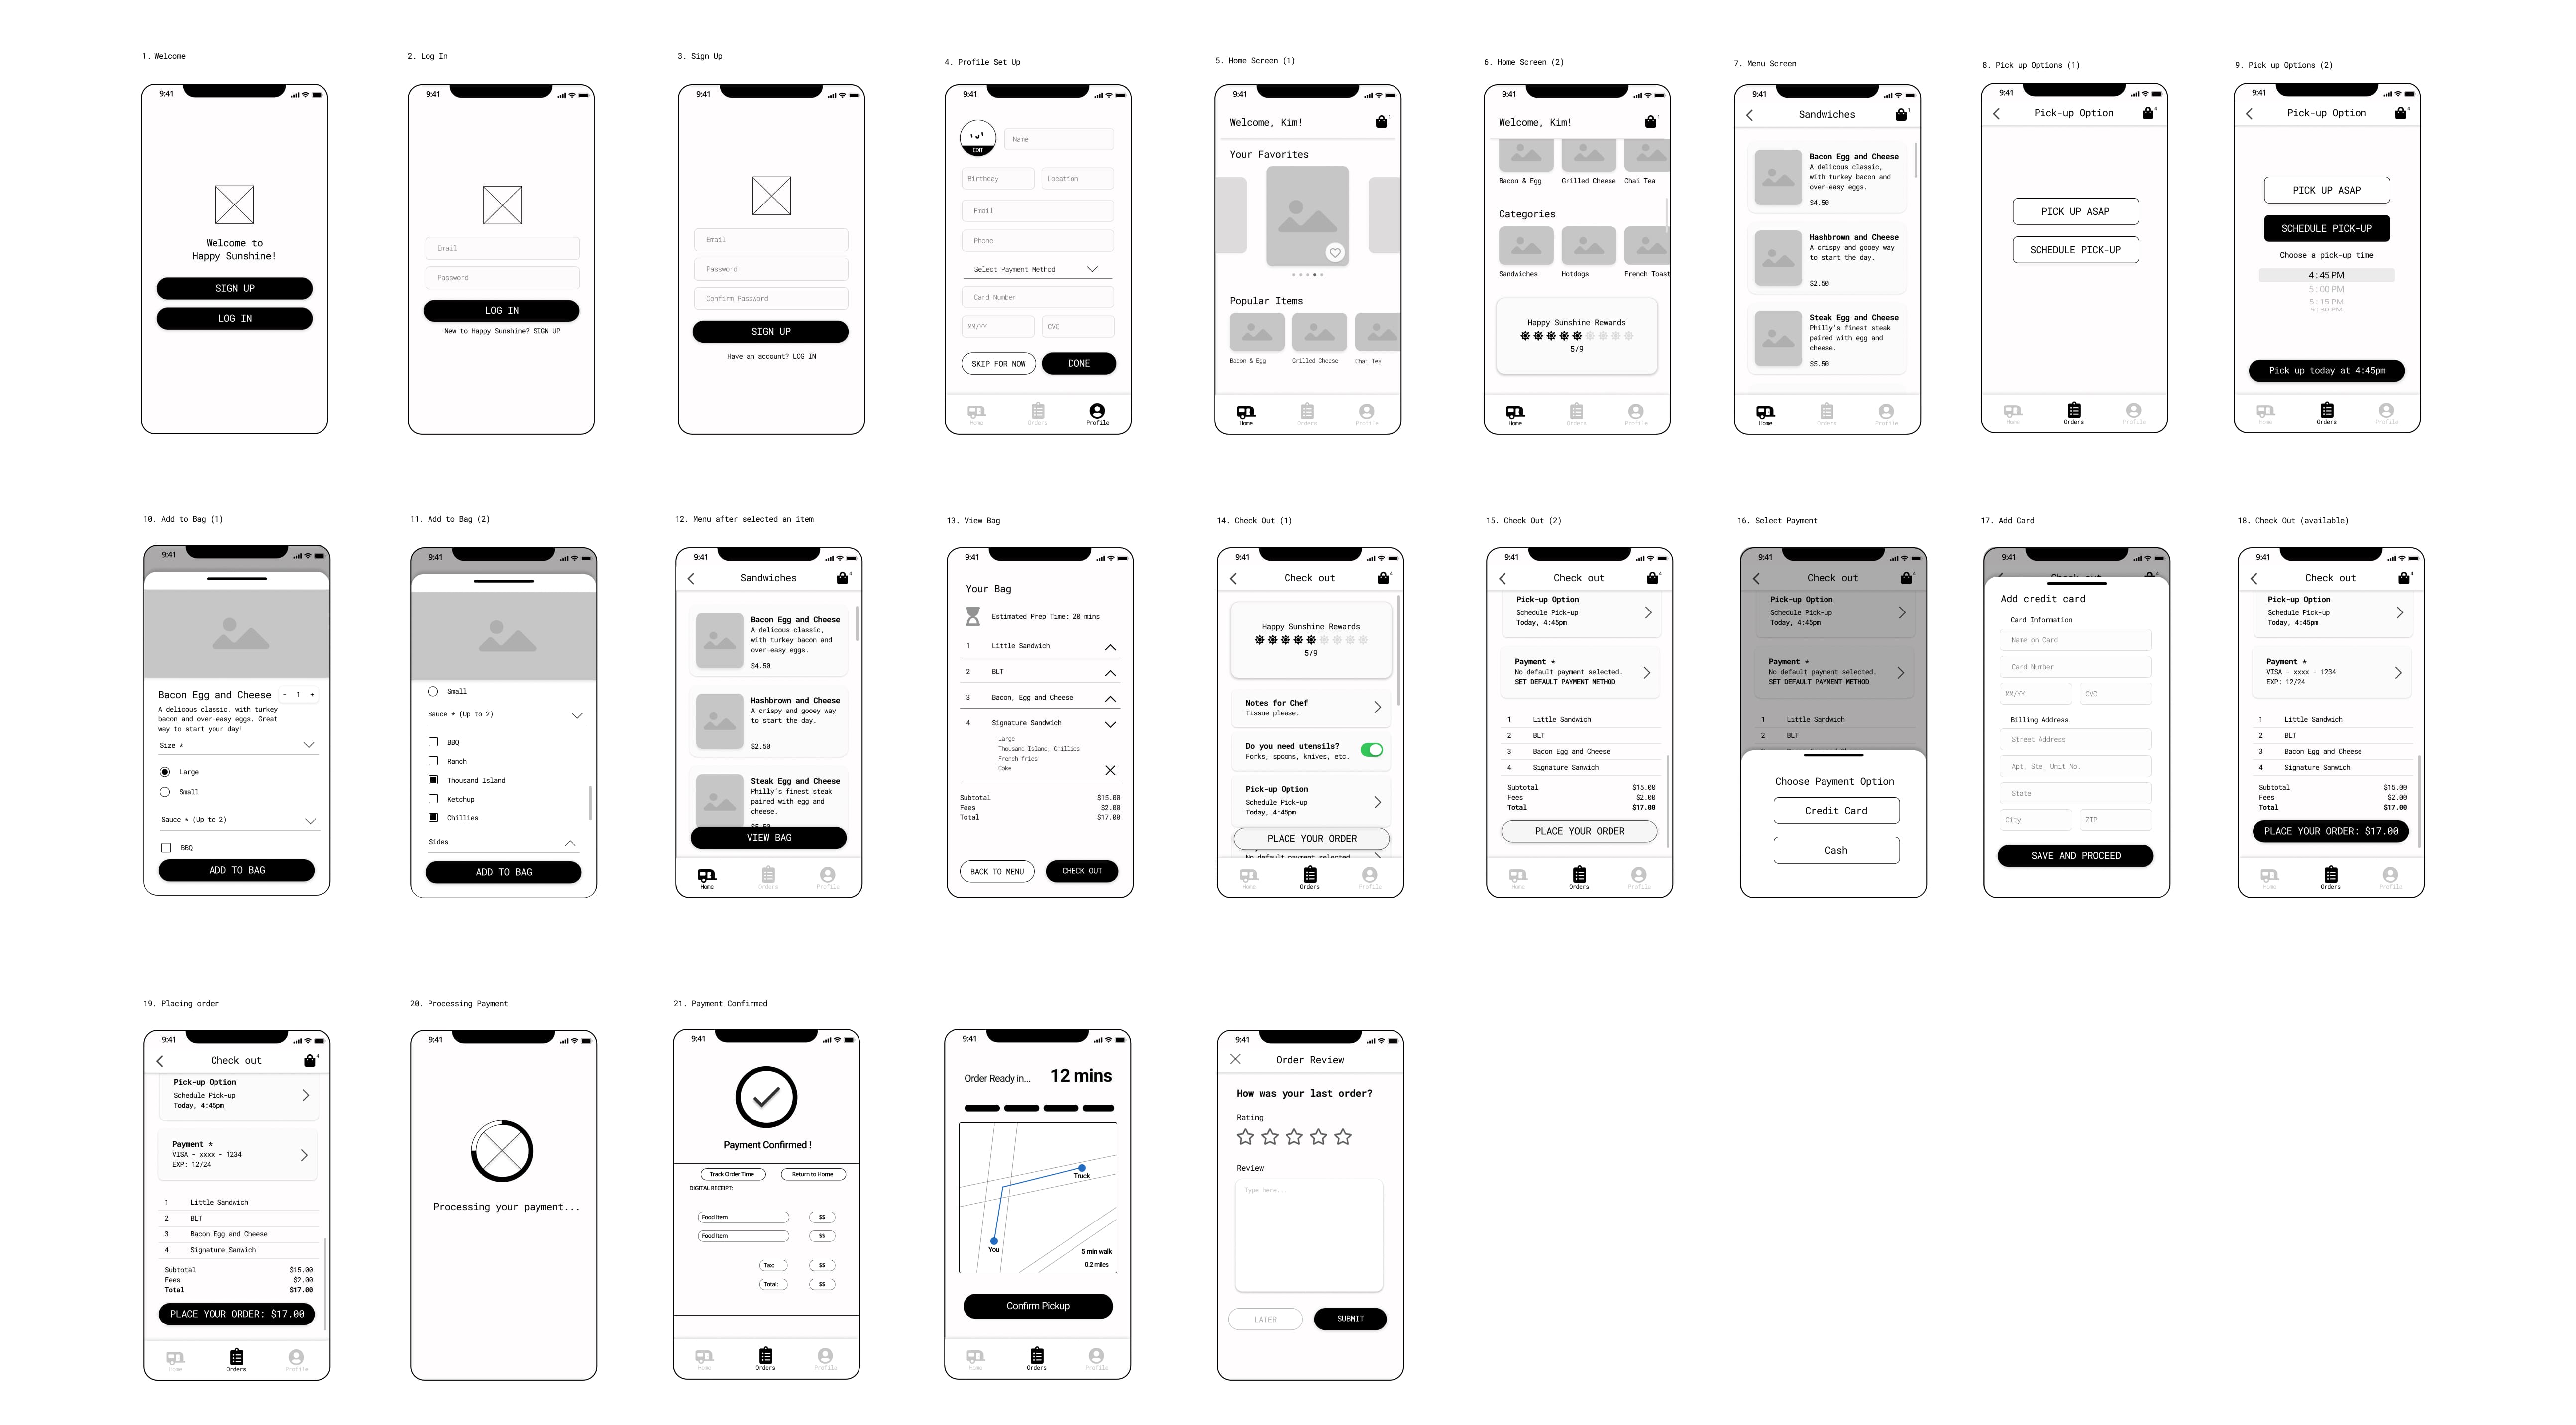 1. Welcome
9:41
Welcome to
Happy Sunshine!
SIGN UP
LOG IN
2. Log In
9:41
Email
Password
LOG IN
New to Happy Sunshine? SIGN UP
3. Sign Up
9:41
Email
Password
Confirm Password
SIGN UP
Have an account? LOG IN
4. Profile Set Up
9:41
EDIT
Name
Birthday
Location
Email
Phone
Select Payment Method
Card Number
MM/YY
CVC
SKIP FOR NOW
DONE
Home
Orders
Profile
5. Home Screen (1)
9:41
Welcome, Kim!
1
Your Favorites
Popular Items
Bacon & Egg
Grilled Cheese
Chai Tea
Home
Orders
Profile
6. Home Screen (2)
9:41
Welcome, Kim!
1
Bacon & Egg
Grilled Cheese
Chai Tea
Categories
Sandwiches
Hotdogs
French Toast
Happy Sunshine Rewards
5/9
Home
Orders
Profile
7. Menu Screen
9:41
Sandwiches
1
Bacon Egg and Cheese
A delicous classic,
with turkey bacon and
over-easy eggs.
$4.50
Hashbrown and Cheese
A crispy and gooey way
to start the day.
$2.50
Steak Egg and Cheese
Philly's finest steak
paired with egg and
cheese.
$5.50
Home
Orders
Profile
8. Pick up Options (1)
9:41
Pick-up Option
4
PICK UP ASAP
SCHEDULE PICK-UP
Home
Orders
Profile
9. Pick up Options (2)
9:41
Pick-up Option
4
PICK UP ASAP
SCHEDULE PICK-UP
Choose a pick-up time
4:45 PM
5:00 PM
5:15 PM
5:30 PM
Pick up today at 4:45pm
Home
Orders
Profile
10. Add to Bag (1)
9:41
Bacon Egg and Cheese
- 1 +
A delicous classic, with turkey
bacon and over-easy eggs. Great
way to start your day!
Size *
Large
Small
Sauce * (Up to 2)
BBQ
ADD TO BAG
11. Add to Bag (2)
9:41
Small
Sauce * (Up to 2)
BBQ
Ranch
Thousand Island
Ketchup
Chillies
Sides
ADD TO BAG
12. Menu after selected an item
9:41
Sandwiches
4
Bacon Egg and Cheese
A delicous classic,
with turkey bacon and
over-easy eggs.
$4.50
Hashbrown and Cheese
A crispy and gooey way
to start the day.
$2.50
Steak Egg and Cheese
Philly's finest steak
paired with egg and
cheese.
$5.50
VIEW BAG
Home
Orders
Profile
13. View Bag
9:41
Your Bag
Estimated Prep Time: 20 mins
1 Little Sandwich
2 BLT
3 Bacon, Egg and Cheese
4 Signature Sandwich
Large
Thousand Island, Chillies
French fries
Coke
Subtotal $15.00
Fees $2.00
Total $17.00
BACK TO MENU
CHECK OUT
14. Check Out (1)
9:41
Check out
4
Happy Sunshine Rewards
5/9
Notes for Chef
Tissue please.
Do you need utensils?
Forks, spoons, knives, etc.
Pick-up Option
Schedule Pick-up
Today, 4:45pm
PLACE YOUR ORDER
No default payment selected.
Home
Orders
Profile
15. Check Out (2)
9:41
Check out
4
Pick-up Option
Schedule Pick-up
Today, 4:45pm
Payment *
No default payment selected.
SET DEFAULT PAYMENT METHOD
1 Little Sandwich
2 BLT
3 Bacon Egg and Cheese
4 Signature Sanwich
Subtotal $15.00
Fees $2.00
Total $17.00
PLACE YOUR ORDER
Home
Orders
Profile
16. Select Payment
9:41
Check out
4
Pick-up Option
Schedule Pick-up
Today, 4:45pm
Payment *
No default payment selected.
SET DEFAULT PAYMENT METHOD
1 Little Sandwich
2 BLT
Choose Payment Option
Credit Card
Cash
17. Add Card
9:41
Check out
Add credit card
Card Information
Name on Card
Card Number
MM/YY
CVC
Billing Address
Street Address
Apt, Ste, Unit No.
State
City
ZIP
SAVE AND PROCEED
18. Check Out (available)
9:41
Check out
4
Pick-up Option
Schedule Pick-up
Today, 4:45pm
Payment *
VISA - xxxx - 1234
EXP: 12/24
1 Little Sandwich
2 BLT
3 Bacon Egg and Cheese
4 Signature Sanwich
Subtotal $15.00
Fees $2.00
Total $17.00
PLACE YOUR ORDER: $17.00
Home
Orders
Profile
19. Placing order
9:41
Check out
4
Pick-up Option
Schedule Pick-up
Today, 4:45pm
Payment *
VISA - xxxx - 1234
EXP: 12/24
1 Little Sandwich
2 BLT
3 Bacon Egg and Cheese
4 Signature Sanwich
Subtotal $15.00
Fees $2.00
Total $17.00
PLACE YOUR ORDER: $17.00
Home
Orders
Profile
20. Processing Payment
9:41
Processing your payment...
21. Payment Confirmed
9:41
Payment Confirmed !
Track Order Time
Return to Home
DIGITAL RECEIPT:
Food Item $$
Food Item $$
Tax: $$
Total: $$
Home
Orders
Profile
9:41
Order Ready in... 12 mins
Truck
You
5 min walk
0.2 miles
Confirm Pickup
Home
Orders
Profile
9:41
Order Review
How was your last order?
Rating
Review
Type here...
LATER
SUBMIT